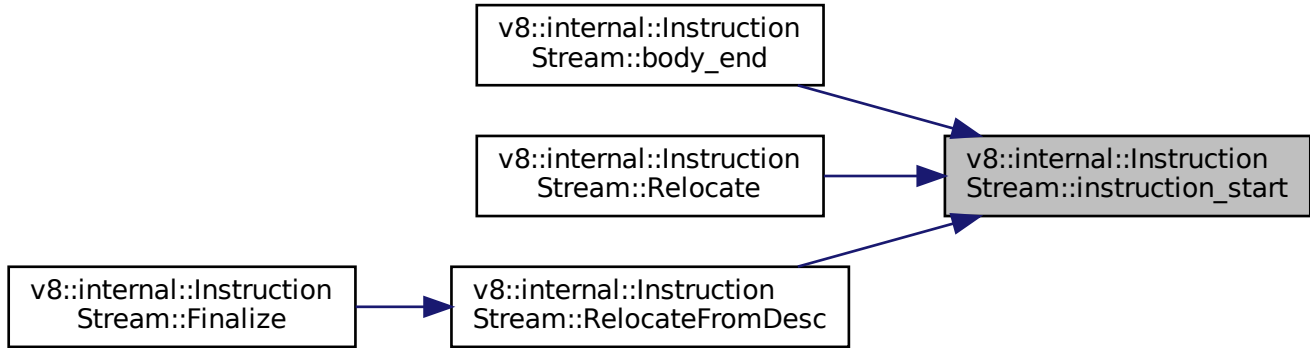 v8::internal::Instruction
Stream::body_end
v8::internal::Instruction
Stream::Relocate
v8::internal::Instruction
Stream::instruction_start
v8::internal::Instruction
Stream::Finalize
v8::internal::Instruction
Stream::RelocateFromDesc